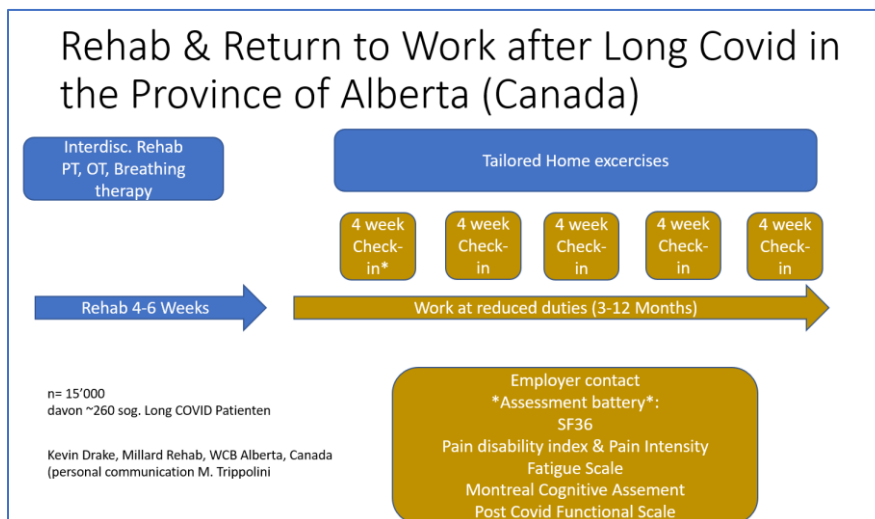 Rehab & Return to Work after Long Covid in
the Province of Alberta (Canada)
Interdisc. Rehab
PT, OT, Breathing
therapy
Tailored Home excercises
4 week
Check-
in*
4 week
Check-
in
4 week
Check-
in
4 week
Check-
in
4 week
Check-
in
Rehab 4-6 Weeks
Work at reduced duties (3-12 Months)
n= 15’000
davon ~260 sog. Long COVID Patienten
Kevin Drake, Millard Rehab, WCB Alberta, Canada
(personal communication M. Trippolini
Employer contact
*Assessment battery*:
SF36
Pain disability index & Pain Intensity
Fatigue Scale
Montreal Cognitive Assement
Post Covid Functional Scale